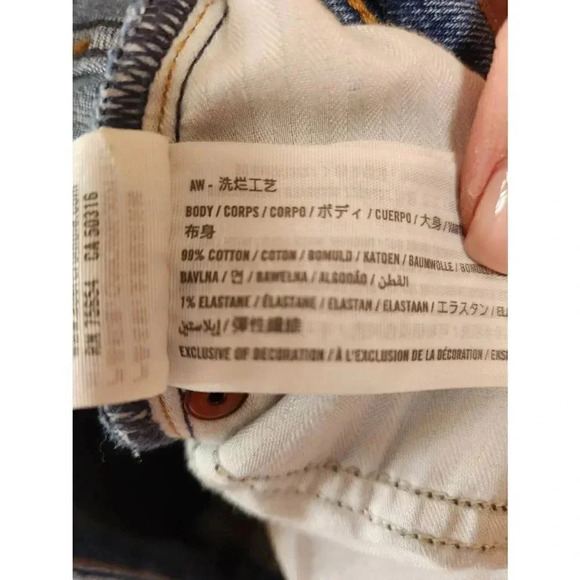 AW - 洗烂工艺
BODY / CORPS / CORPO / ボディ / CUERPO / 大身 /
布身
99% COTTON / COTON / BOMULD / KATOEN / BAUMWOLLE /
BAVLNA / 면 / BAWEŁNA / ALGODÃO / القطن /
1% ELASTANE / ÉLASTANE / ELASTAN / ELASTAAN / エラスタン /
إيلاستين / 彈性纖維
EXCLUSIVE OF DECORATION / À L'EXCLUSION DE LA DÉCORATION /
RN 75654 CA 50316